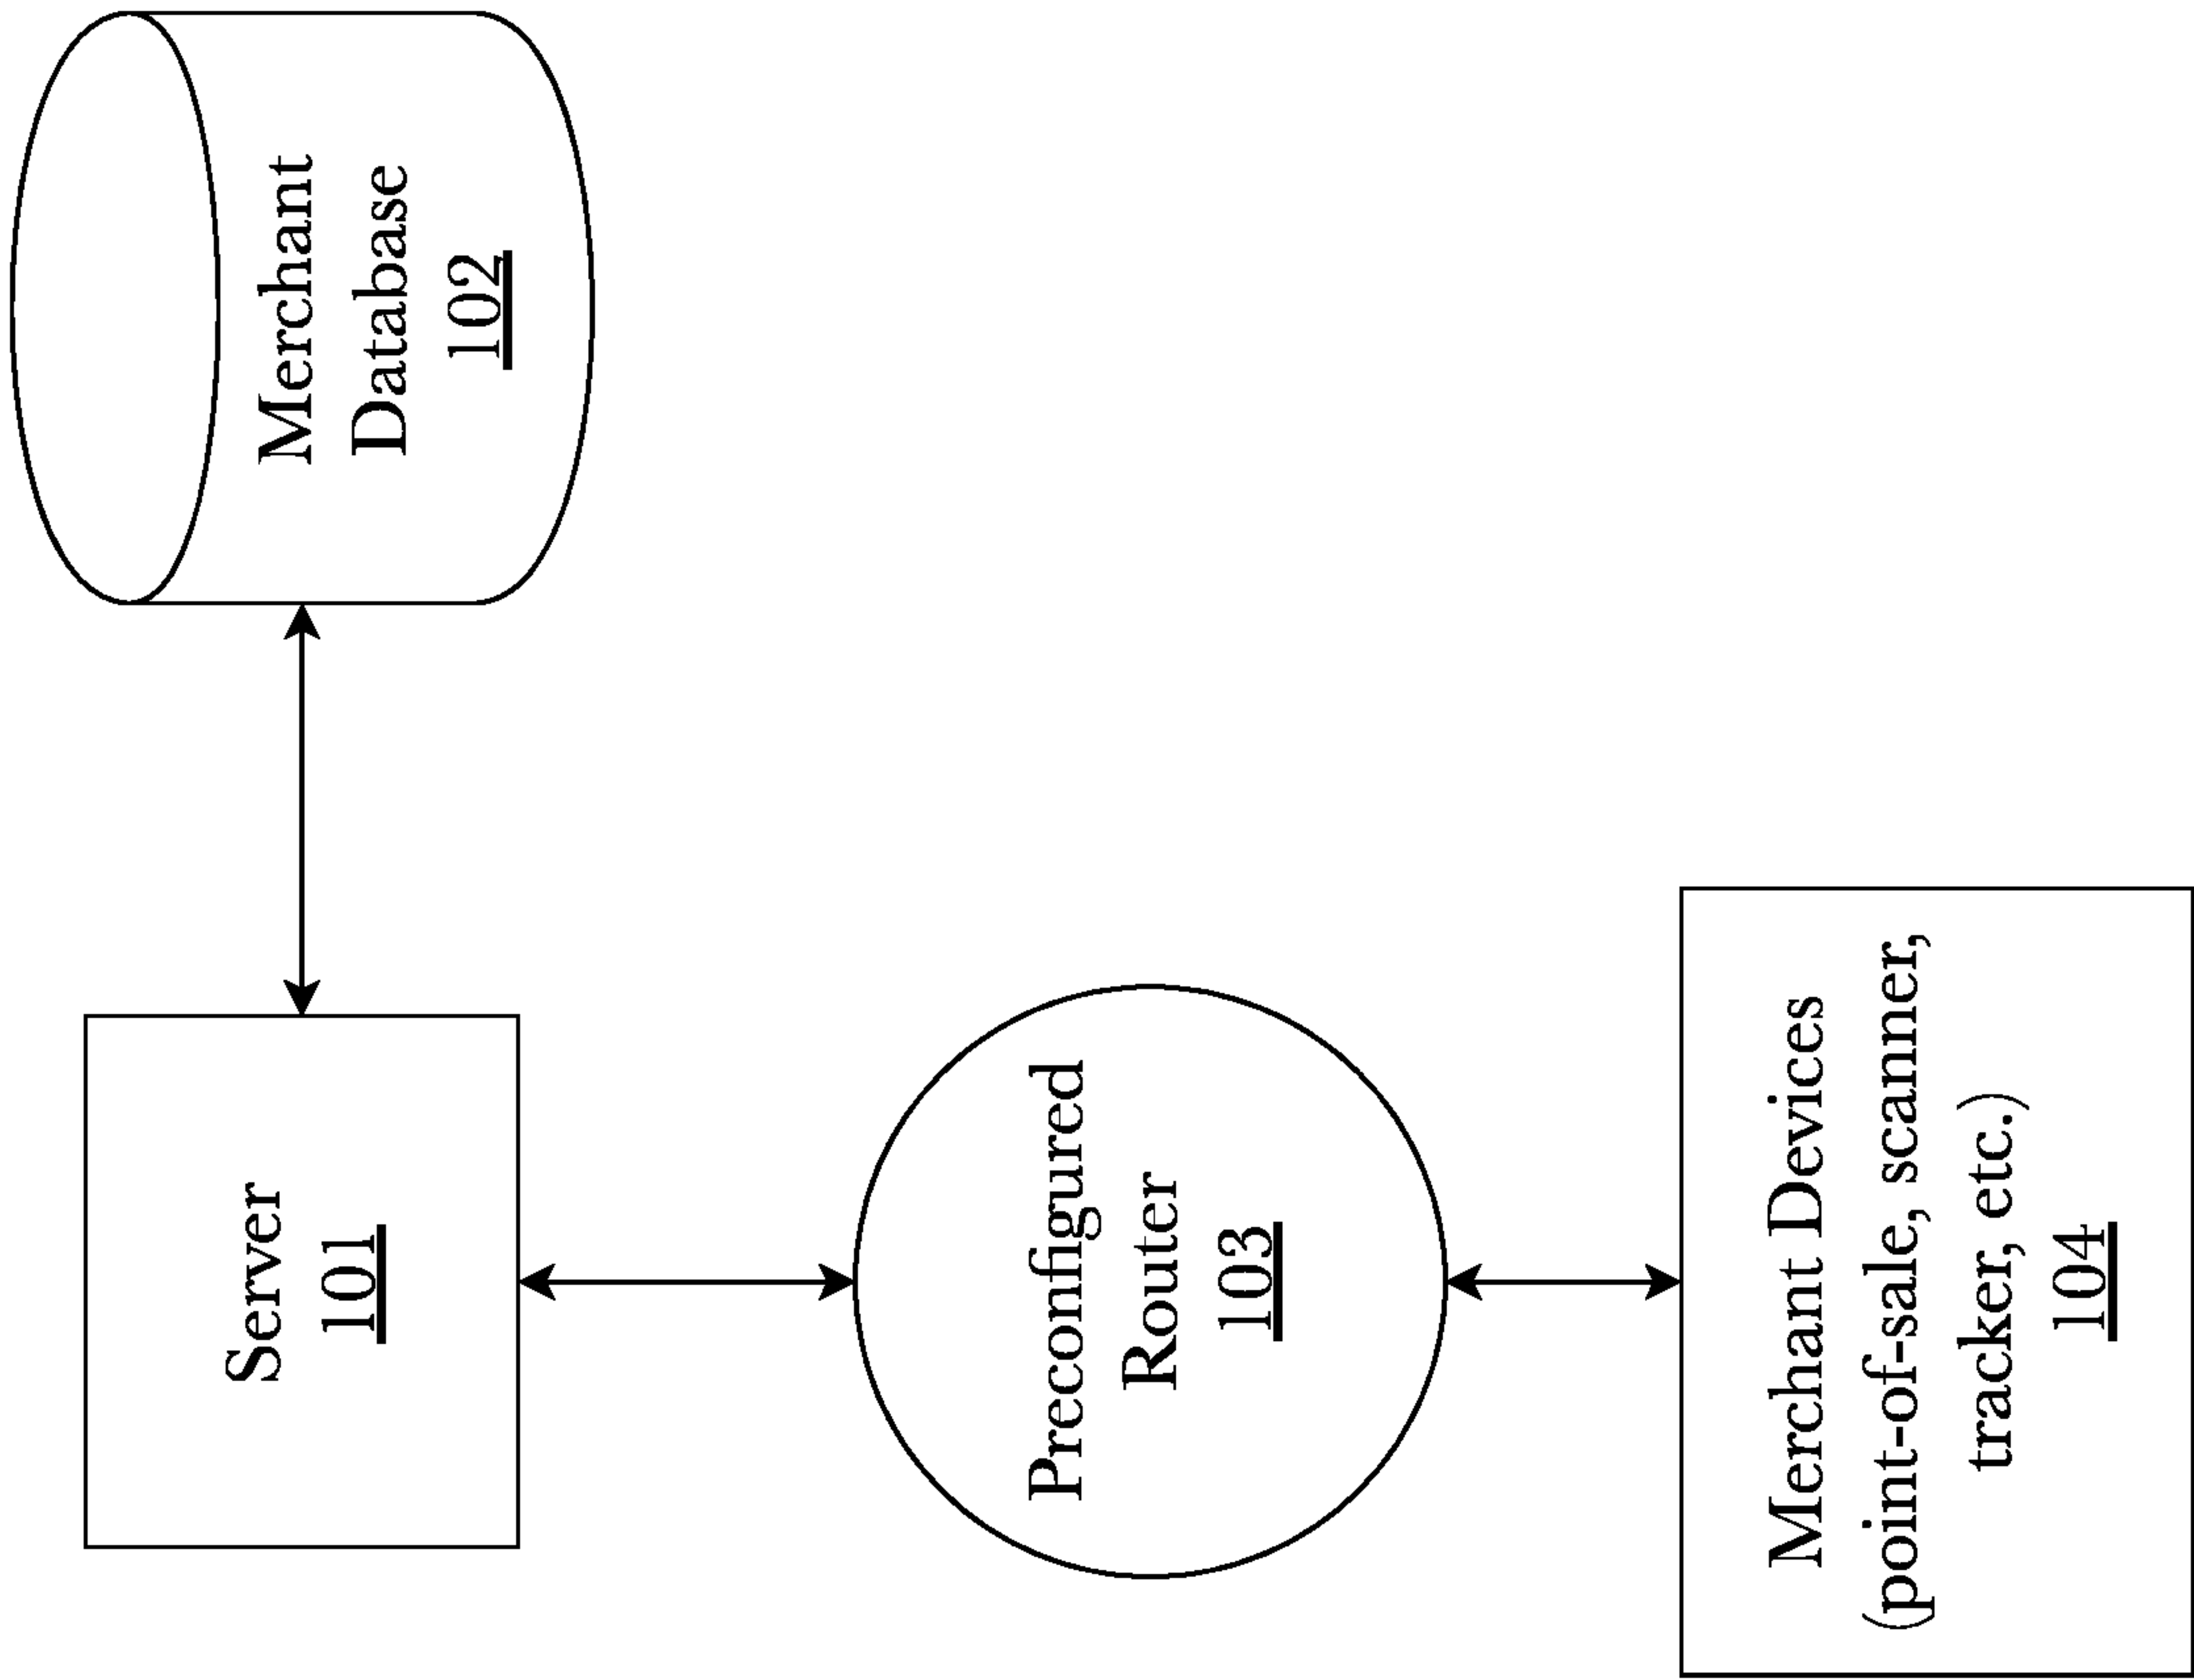 Server
101
Merchant
Database
102
Preconfigured
Router
103
Merchant Devices
(point-of-sale, scanner,
tracker, etc.)
104